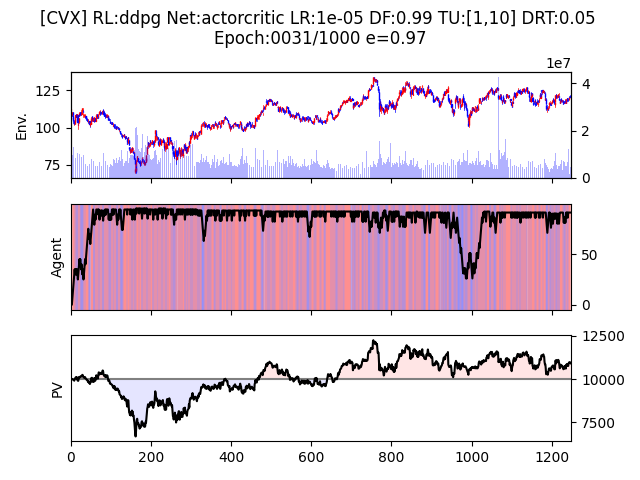 [CVX] RL:ddpg Net:actorcritic LR:1e-05 DF:0.99 TU:[1,10] DRT:0.05
Epoch:0031/1000 e=0.97
1e7
Env.
125
100
75
4
2
0
Agent
50
0
PV
12500
10000
7500
0 200 400 600 800 1000 1200